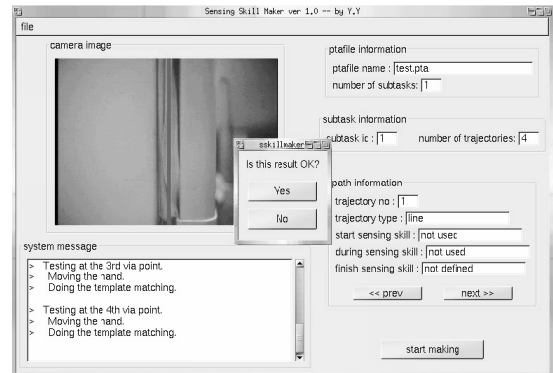 Sensing Skill Maker ver 1.0 -- by Y.Y
file
camera image
ptafile information
ptafile name : test.pta
number of subtasks: 1
subtask information
subtask id : 1 number of trajectories: 4
sskillmaker
Is this result OK?
Yes
No
path information
trajectory no : 1
trajectory type : line
start sensing skill : not used
during sensing skill : not used
finish sensing skill : not defined
<< prev next >>
start making
system message
> Testing at the 3rd via point.
> Moving the hand.
> Doing the template matching.
> Testing at the 4th via point.
> Moving the hand.
> Doing the template matching.